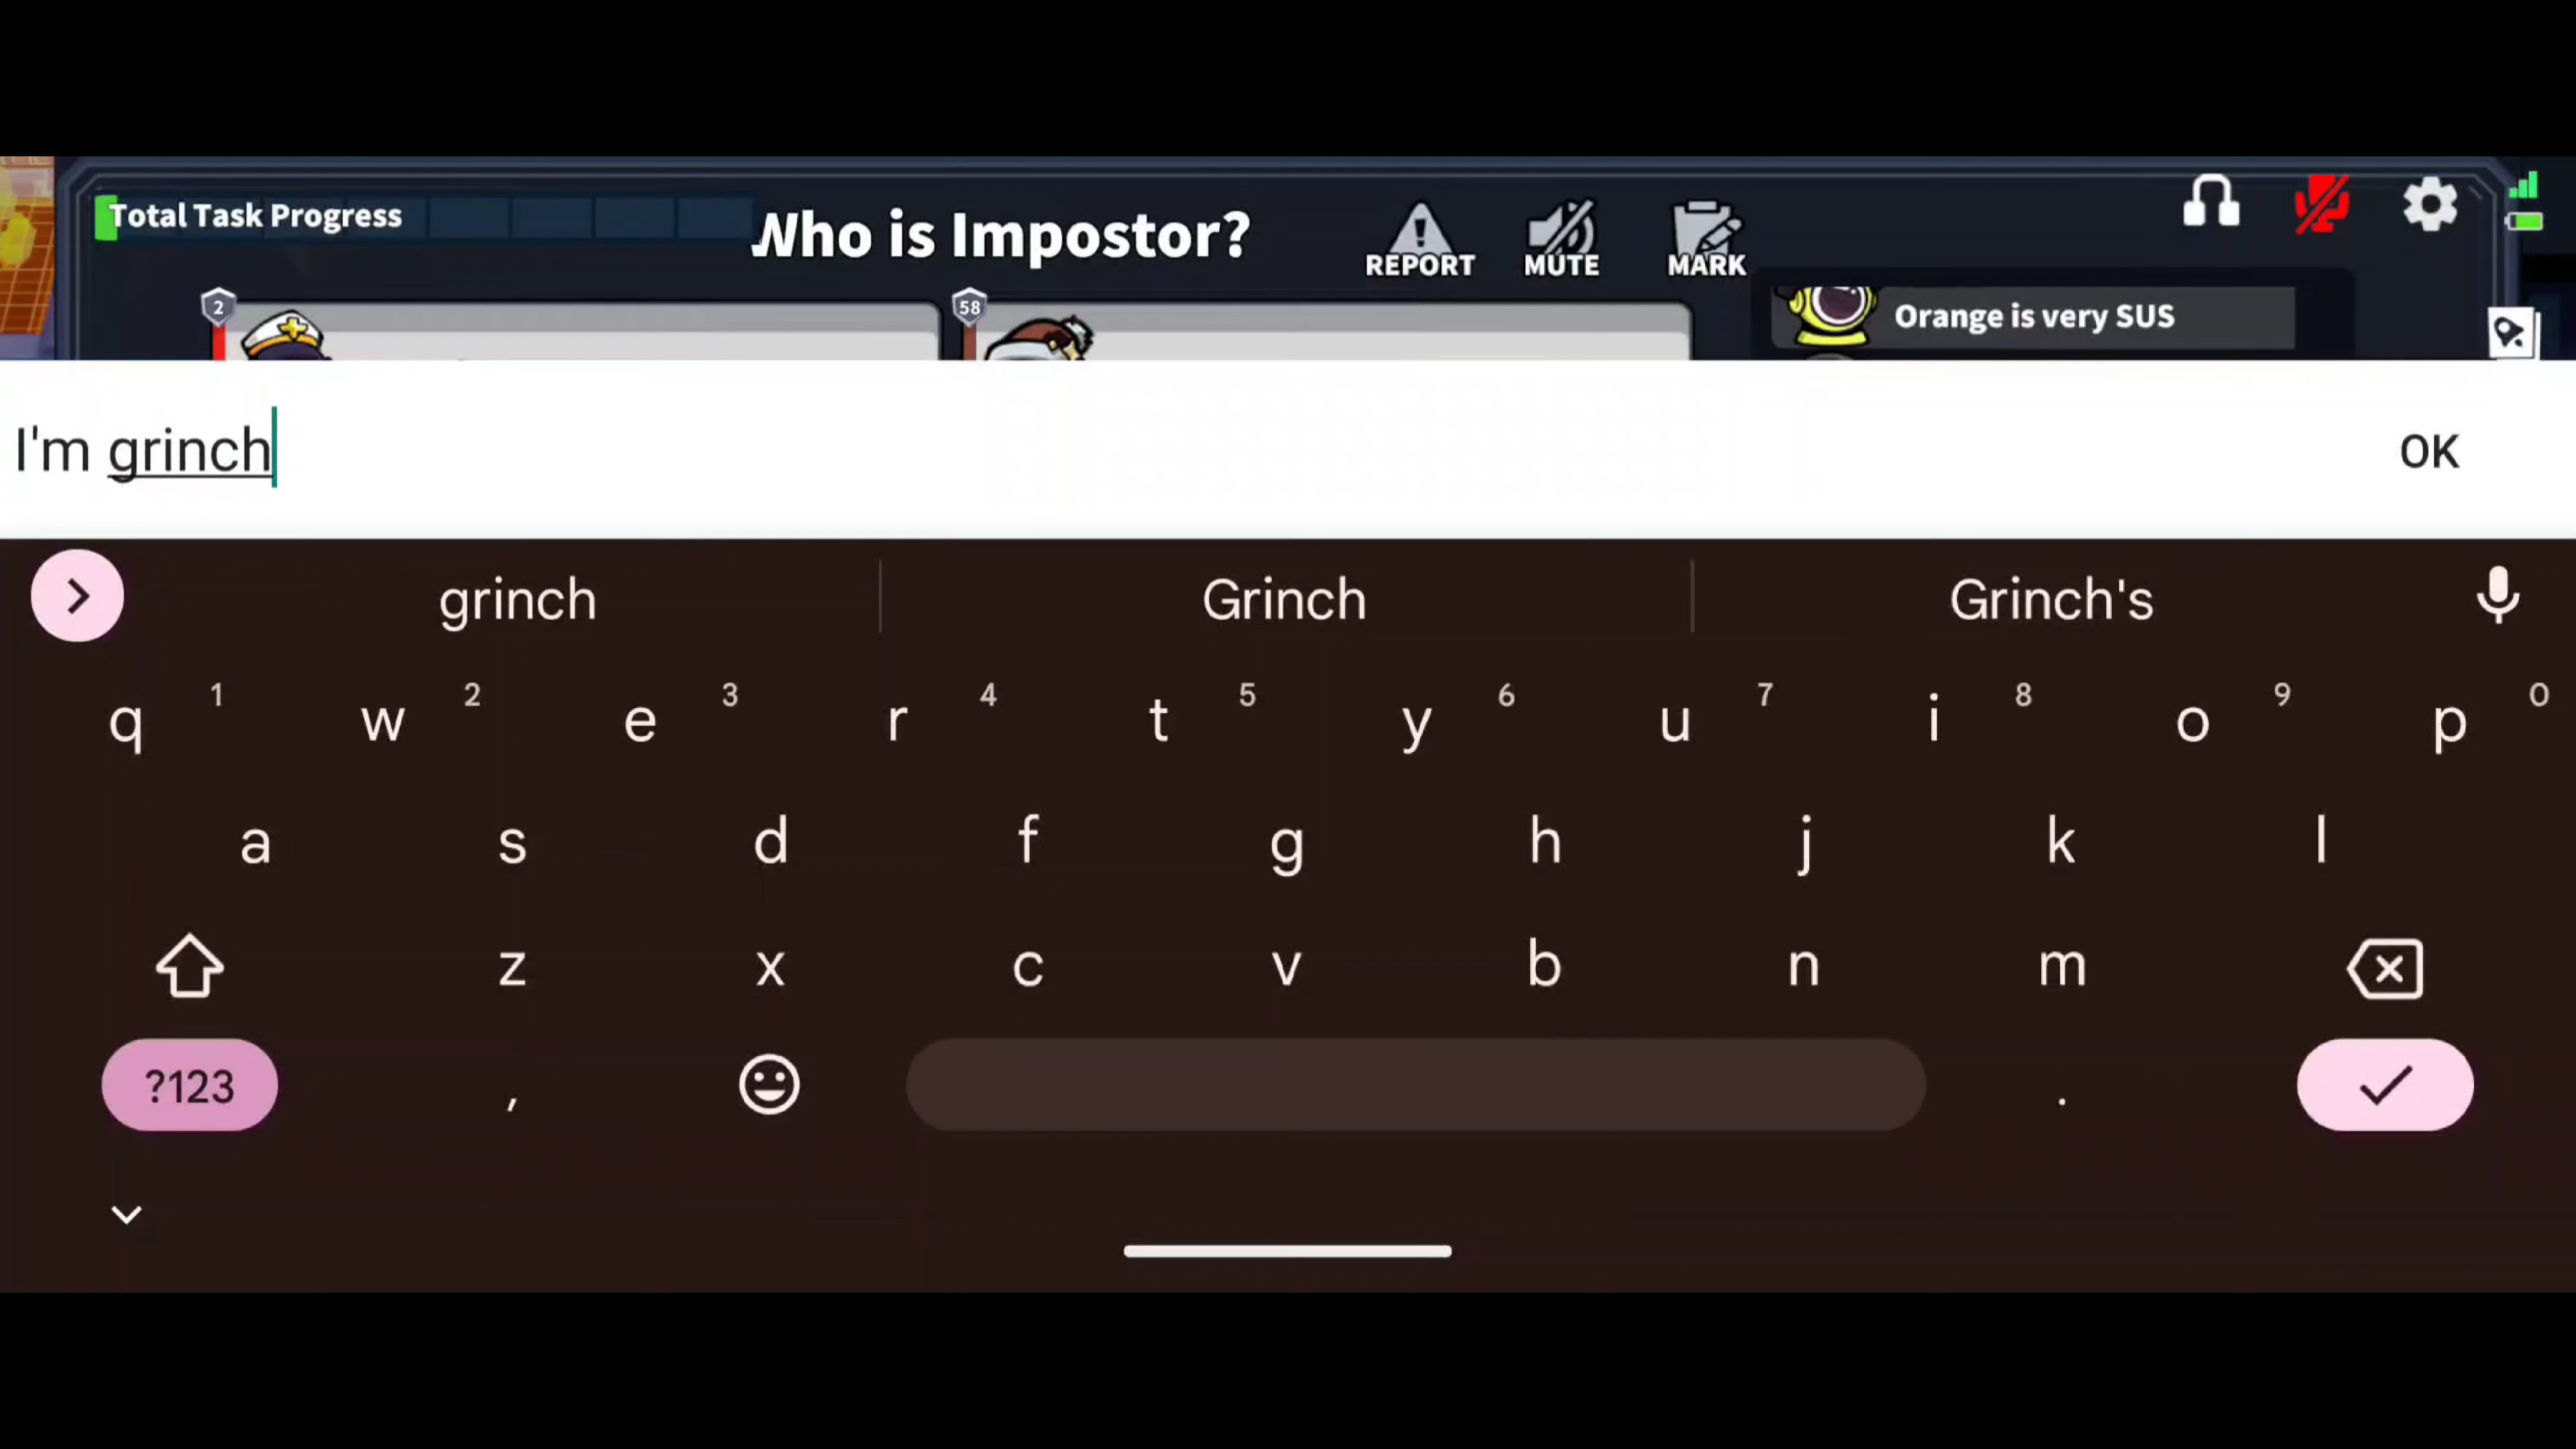 Total Task Progress
Who is Impostor?
REPORT
MUTE
MARK
2
58
Orange is very SUS
I'm grinch
OK
grinch
Grinch
Grinch's
q 1 w 2 e 3 r 4 t 5 y 6 u 7 i 8 o 9 p 0
a s d f g h j k l
z x c v b n m
?123 , .